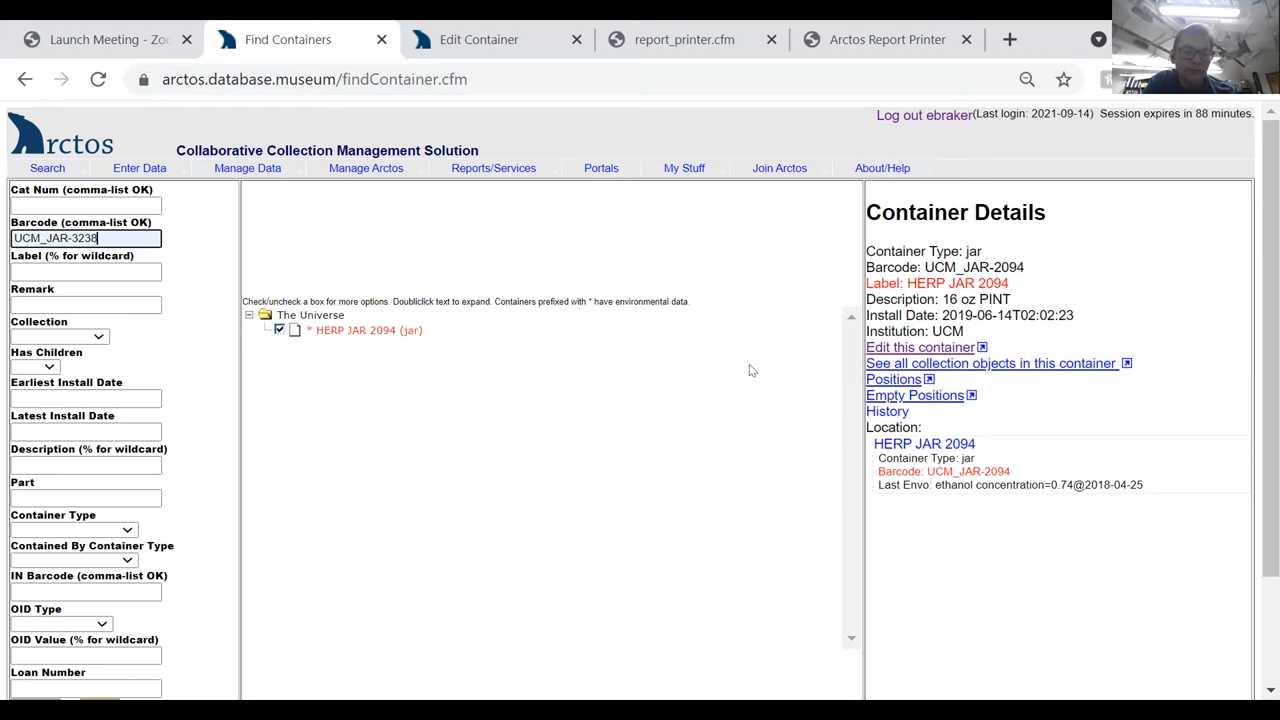 Launch Meeting - Zoo
Find Containers
Edit Container
report_printer.cfm
Arctos Report Printer
arctos.database.museum/findContainer.cfm
Log out ebraker(Last login: 2021-09-14) Session expires in 88 minutes.
Arctos
Collaborative Collection Management Solution
Search Enter Data Manage Data Manage Arctos Reports/Services Portals My Stuff Join Arctos About/Help
Cat Num (comma-list OK)
Barcode (comma-list OK)
UCM_JAR-3238
Label (% for wildcard)
Remark
Collection
Has Children
Earliest Install Date
Latest Install Date
Description (% for wildcard)
Part
Container Type
Contained By Container Type
IN Barcode (comma-list OK)
OID Type
OID Value (% for wildcard)
Loan Number
Check/uncheck a box for more options. Doubliclick text to expand. Containers prefixed with * have environmental data.
The Universe
* HERP JAR 2094 (jar)
Container Details
Container Type: jar
Barcode: UCM_JAR-2094
Label: HERP JAR 2094
Description: 16 oz PINT
Install Date: 2019-06-14T02:02:23
Institution: UCM
Edit this container
See all collection objects in this container
Positions
Empty Positions
History
Location:
HERP JAR 2094
Container Type: jar
Barcode: UCM_JAR-2094
Last Envo: ethanol concentration=0.74@2018-04-25